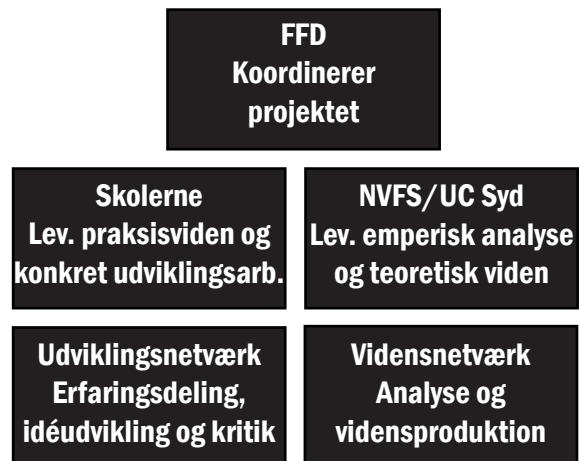 FFD
Koordinerer
projektet
Skolerne
Lev. praksisviden og
konkret udviklingsarb.
NVFS/UC Syd
Lev. emperisk analyse
og teoretisk viden
Udviklingsnetværk
Erfaringsdeling,
idéudvikling og kritik
Vidensnetværk
Analyse og
vidensproduktion